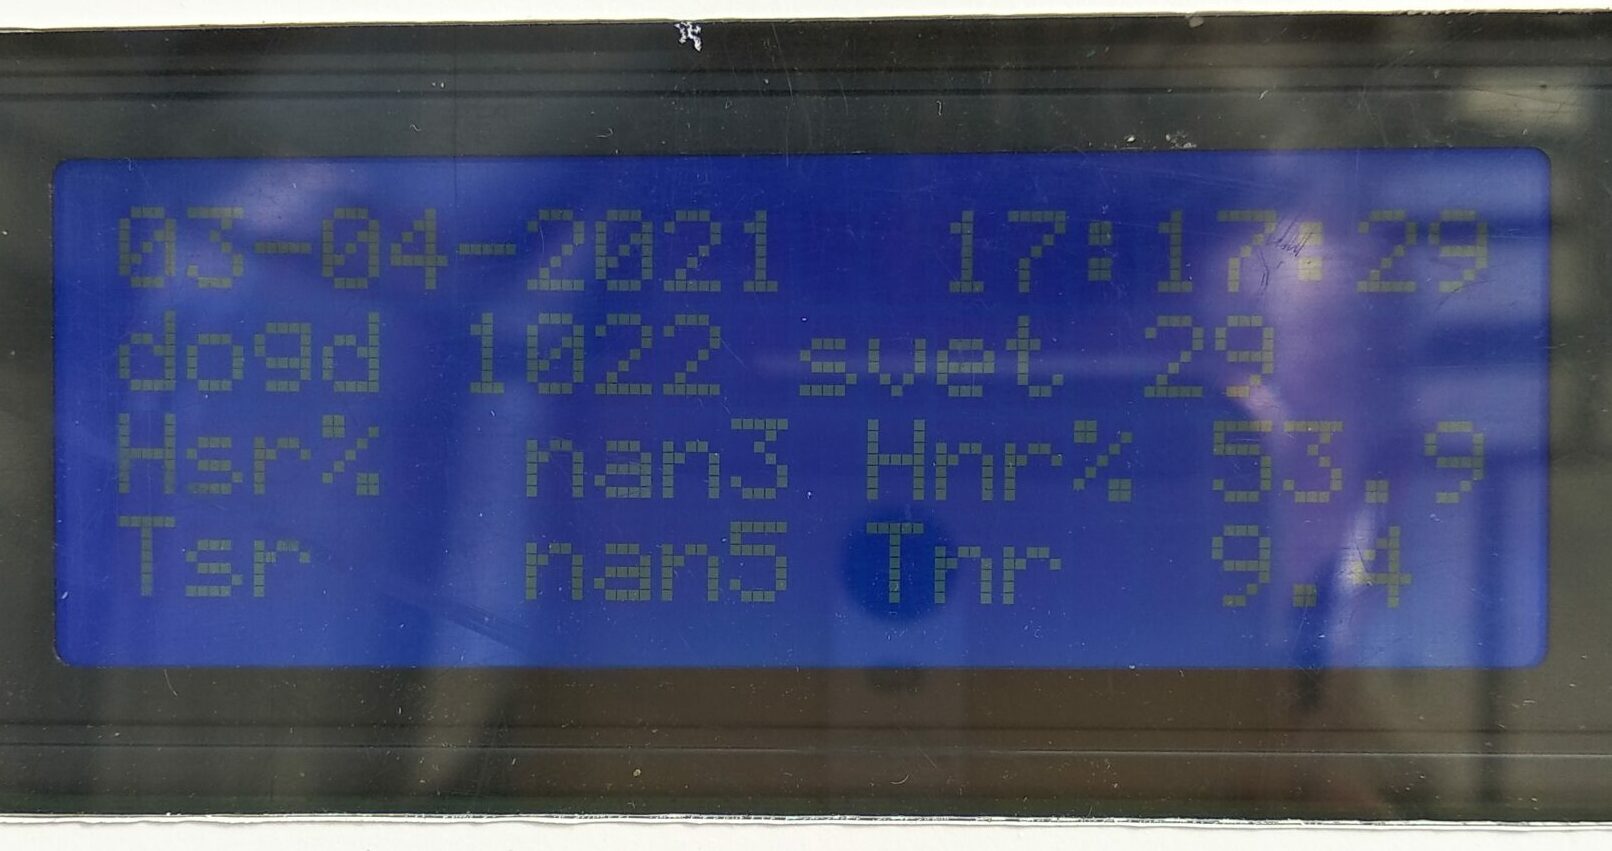 03-04-2021 17:17:29
dogd 1022 svet 29
Hsr% nan3 Hnr% 53.9
Tsr nan5 Tnr 9.4